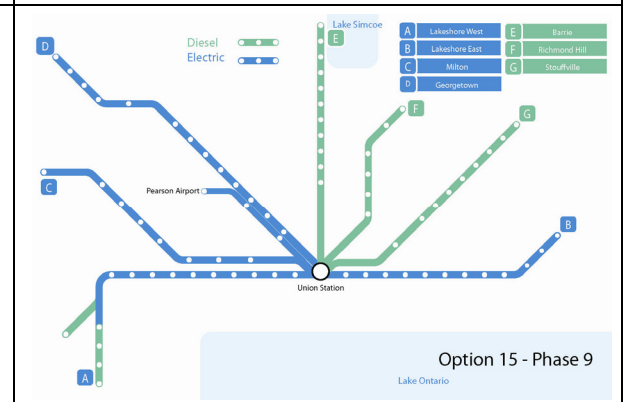 Lake Simcoe
E
D
Diesel
Electric
A Lakeshore West
B Lakeshore East
C Milton
D Georgetown
E Barrie
F Richmond Hill
G Stouffville
F
G
C
Pearson Airport
B
Union Station
A
Option 15 - Phase 9
Lake Ontario